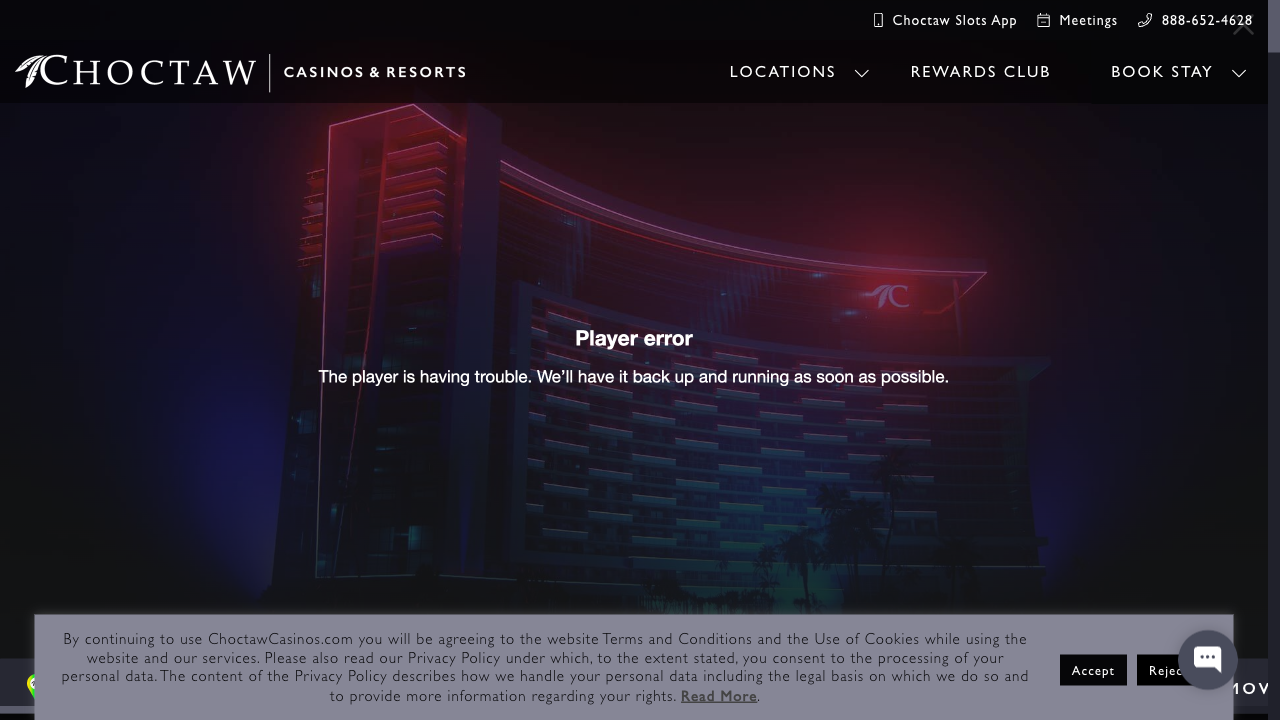 Choctaw Slots App
Meetings
888-652-4628
CHOCTAW
CASINOS & RESORTS
LOCATIONS
REWARDS CLUB
BOOK STAY
C
Player error
The player is having trouble. We'll have it back up and running as soon as possible.
By continuing to use ChoctawCasinos.com you will be agreeing to the website Terms and Conditions and the Use of Cookies while using the
website and our services. Please also read our Privacy Policy under which, to the extent stated, you consent to the processing of your
personal data. The content of the Privacy Policy describes how we handle your personal data including the legal basis on which we do so and
to provide more information regarding your rights. Read More.
Accept